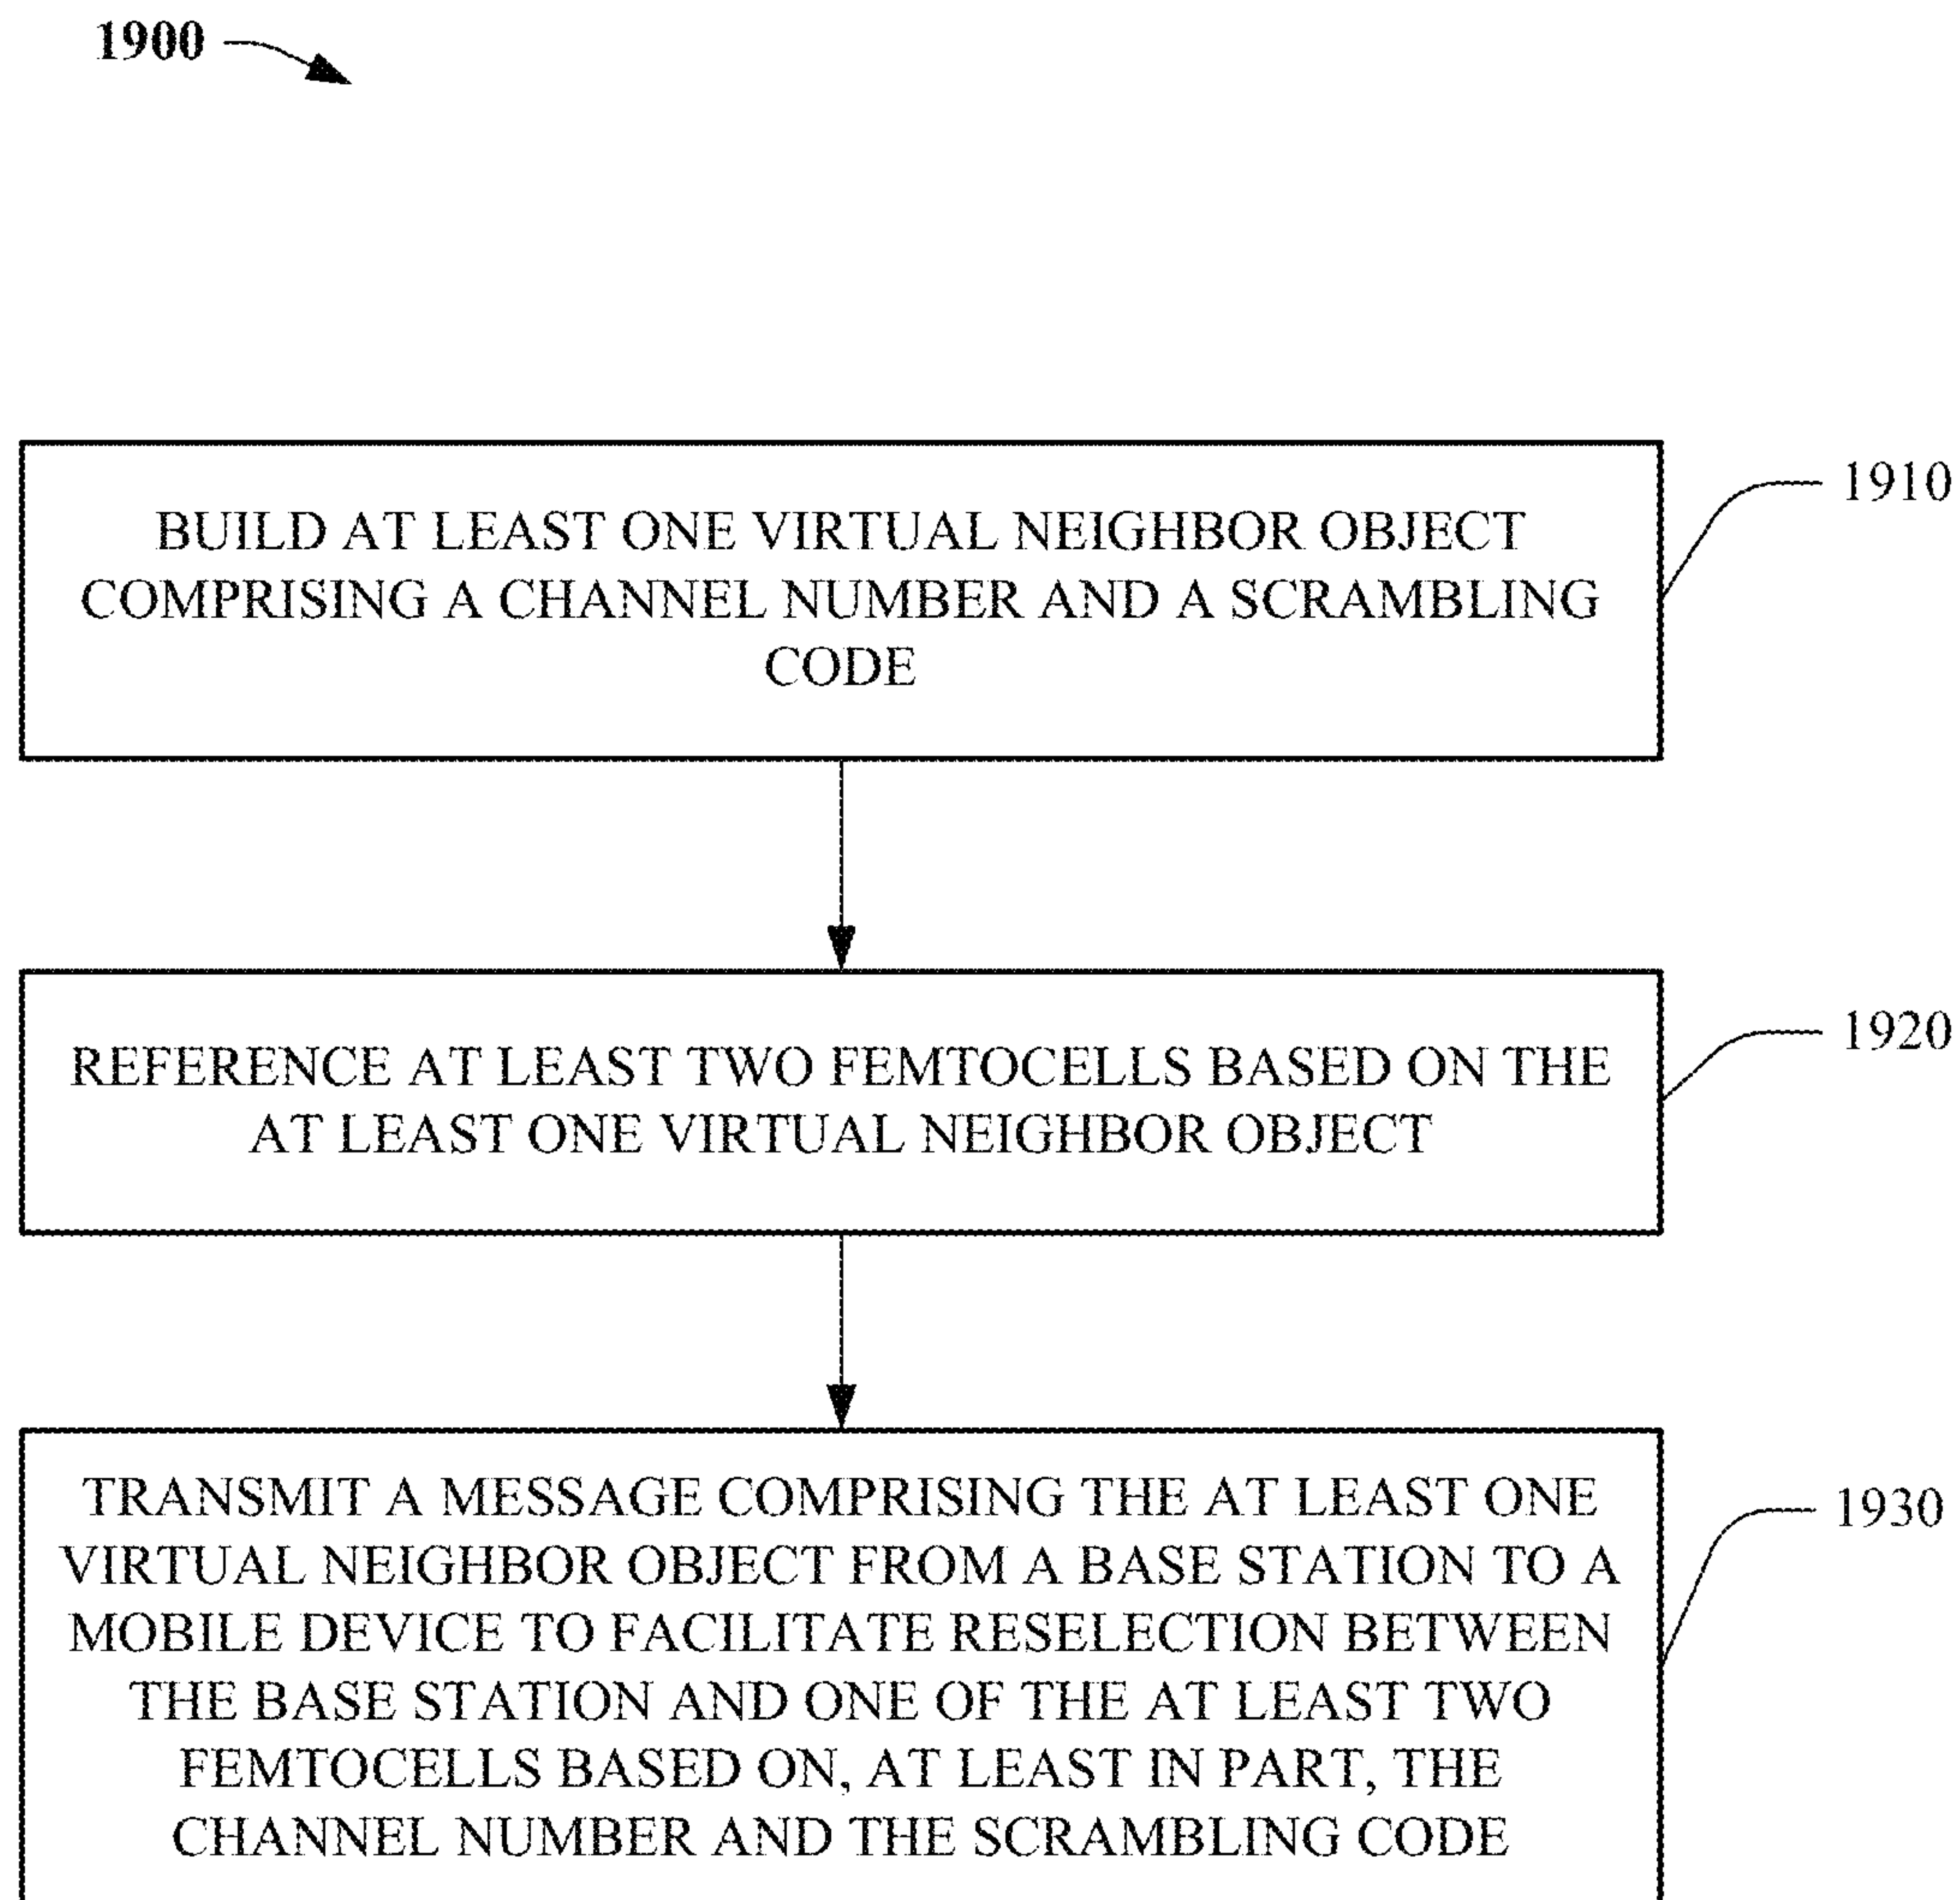 1900
BUILD AT LEAST ONE VIRTUAL NEIGHBOR OBJECT
COMPRISING A CHANNEL NUMBER AND A SCRAMBLING
CODE
1910
REFERENCE AT LEAST TWO FEMTOCELLS BASED ON THE
AT LEAST ONE VIRTUAL NEIGHBOR OBJECT
1920
TRANSMIT A MESSAGE COMPRISING THE AT LEAST ONE
VIRTUAL NEIGHBOR OBJECT FROM A BASE STATION TO A
MOBILE DEVICE TO FACILITATE RESELECTION BETWEEN
THE BASE STATION AND ONE OF THE AT LEAST TWO
FEMTOCELLS BASED ON, AT LEAST IN PART, THE
CHANNEL NUMBER AND THE SCRAMBLING CODE
1930